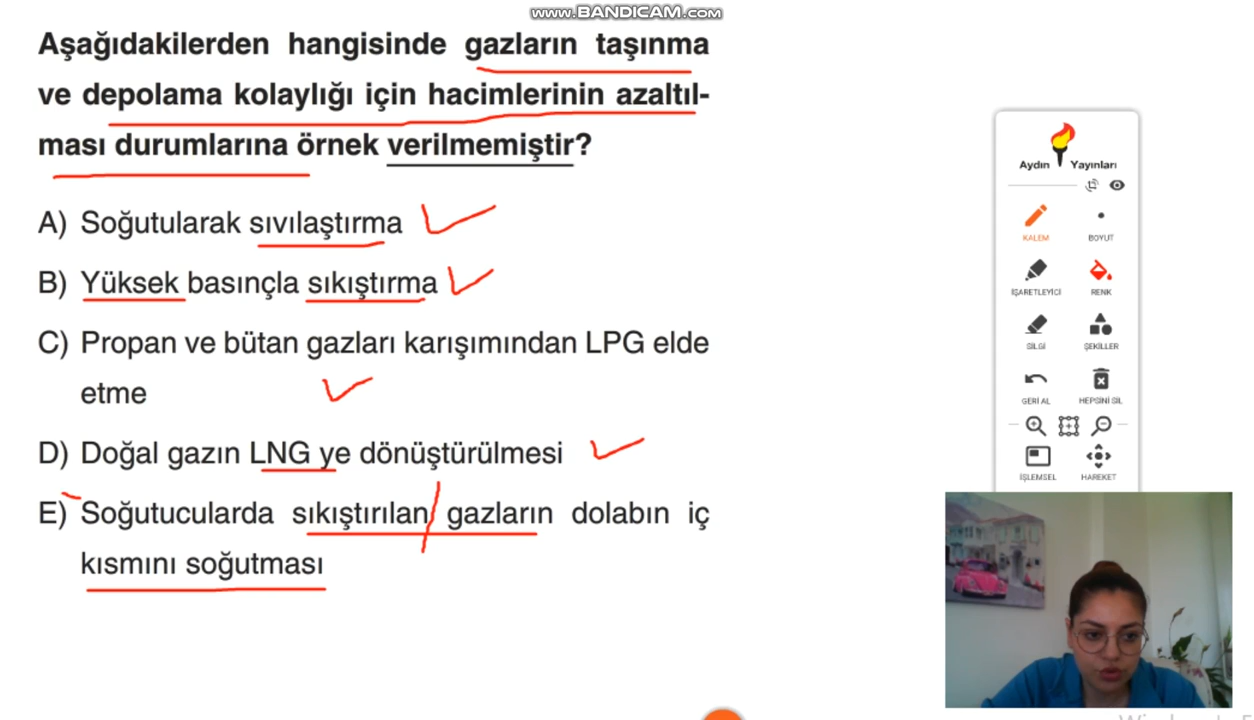 www.BANDICAM.com
Aşağıdakilerden hangisinde gazların taşınma
ve depolama kolaylığı için hacimlerinin azaltıl-
ması durumlarına örnek verilmemiştir?
A) Soğutularak sıvılaştırma
B) Yüksek basınçla sıkıştırma
C) Propan ve bütan gazları karışımından LPG elde
etme
D) Doğal gazın LNG ye dönüştürülmesi
E) Soğutucularda sıkıştırılan gazların dolabın iç
kısmını soğutması
Aydın Yayınları
KALEM BOYUT
İŞARETLEYİCİ RENK
SİLGİ ŞEKİLLER
GERİ AL HEPSİNİ SİL
İŞLEMSEL HAREKET